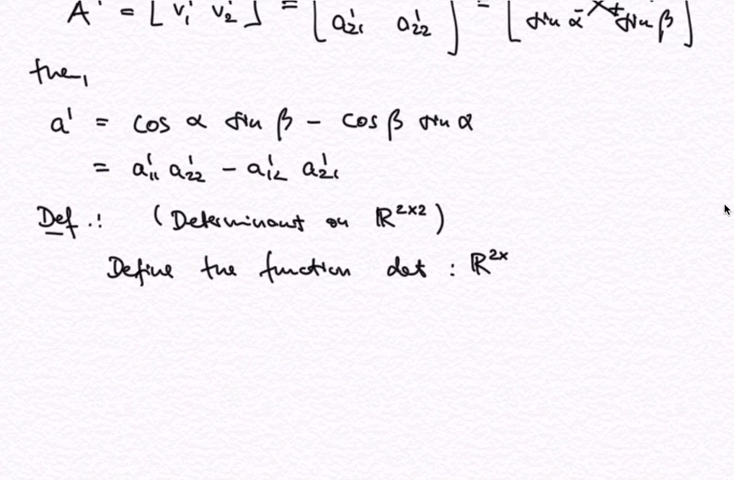 A' = [ v₁' v₂' ] = [ a₂₁' a₂₂' ] = [ sin α sin β ]
then,
a' = cos α sin β − cos β sin α
= a₁₁' a₂₂' − a₁₂' a₂₁'
Def.: (Determinant on ℝ²ˣ²)
Define the function det : ℝ²ˣ